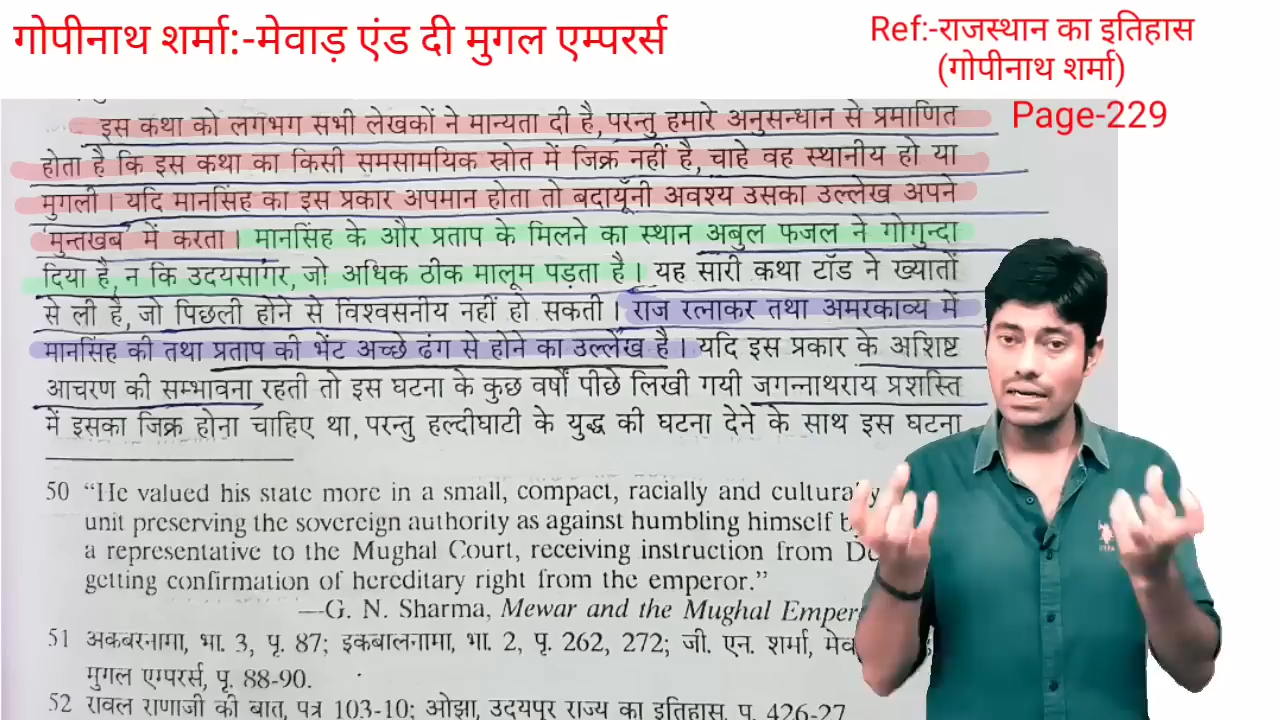 गोपीनाथ शर्मा:-मेवाड़ एंड दी मुगल एम्परर्स
Ref:-राजस्थान का इतिहास
(गोपीनाथ शर्मा)
Page-229
इस कथा को लगभग सभी लेखकों ने मान्यता दी है, परन्तु हमारे अनुसन्धान से प्रमाणित
होता है कि इस कथा का किसी समसामयिक स्रोत में जिक्र नहीं है, चाहे वह स्थानीय हो या
मुगली। यदि मानसिंह का इस प्रकार अपमान होता तो बदायूँनी अवश्य उसका उल्लेख अपने
मुन्तखब में करता। मानसिंह के और प्रताप के मिलने का स्थान अबुल फजल ने गोगुन्दा
दिया है, न कि उदयसागर, जो अधिक ठीक मालूम पड़ता है। यह सारी कथा टॉड ने ख्यातों
से ली है, जो पिछली होने से विश्वसनीय नहीं हो सकती। राज रत्नाकर तथा अमरकाव्य में
मानसिंह की तथा प्रताप की भेंट अच्छे ढंग से होने का उल्लेख है। यदि इस प्रकार के अशिष्ट
आचरण की सम्भावना रहती तो इस घटना के कुछ वर्षों पीछे लिखी गयी जगन्नाथराय प्रशस्ति
में इसका जिक्र होना चाहिए था, परन्तु हल्दीघाटी के युद्ध की घटना देने के साथ इस घटना
50 “He valued his state more in a small, compact, racially and
unit preserving the sovereign authority as against humbling himself
a representative to the Mughal Court, receiving instruction from
getting confirmation of hereditary right from the emperor.”
—G. N. Sharma, Mewar and the Mughal
51 अकबरनामा, भा. 3, पृ. 87; इकबालनामा, भा. 2, पृ. 262, 272; जी. एन. शर्मा,
मुगल एम्परर्स, पृ. 88-90.
52 रावल राणाजी की बात, पत्र 103-10; ओझा, उदयपुर राज्य का इतिहास, पृ. 426-27